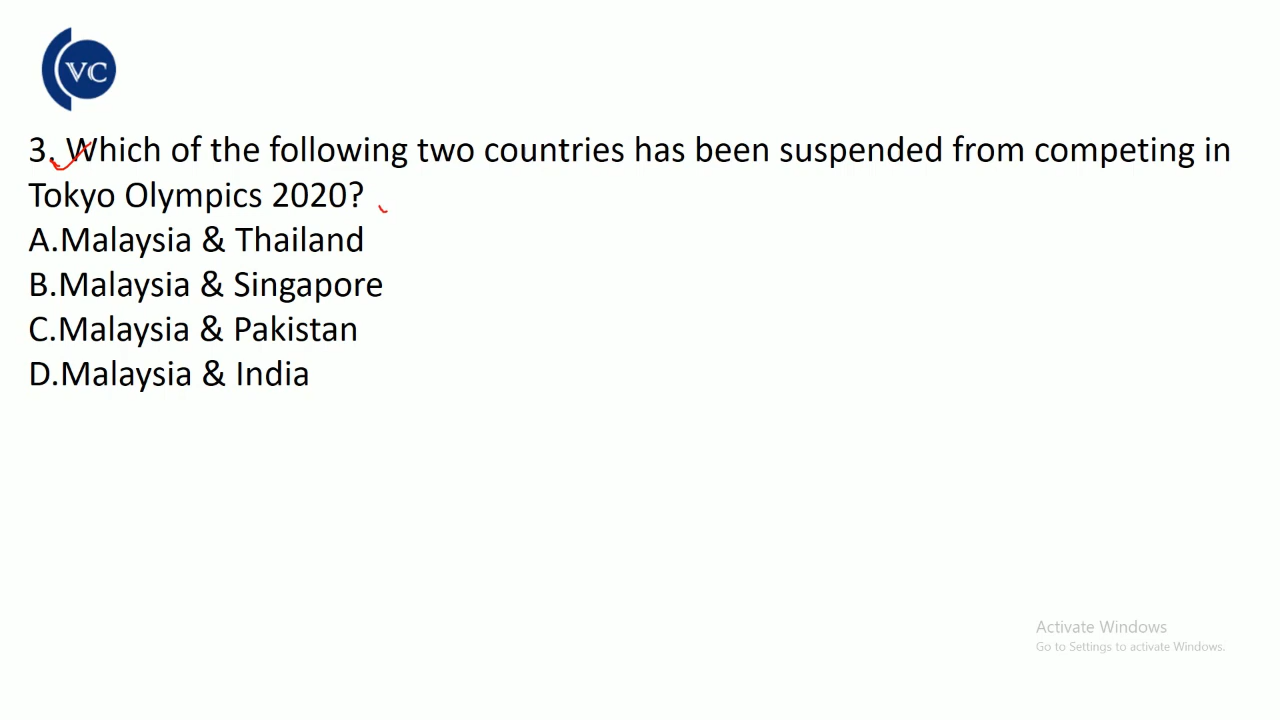 VC
3. Which of the following two countries has been suspended from competing in
Tokyo Olympics 2020?
A.Malaysia & Thailand
B.Malaysia & Singapore
C.Malaysia & Pakistan
D.Malaysia & India
Activate Windows
Go to Settings to activate Windows.